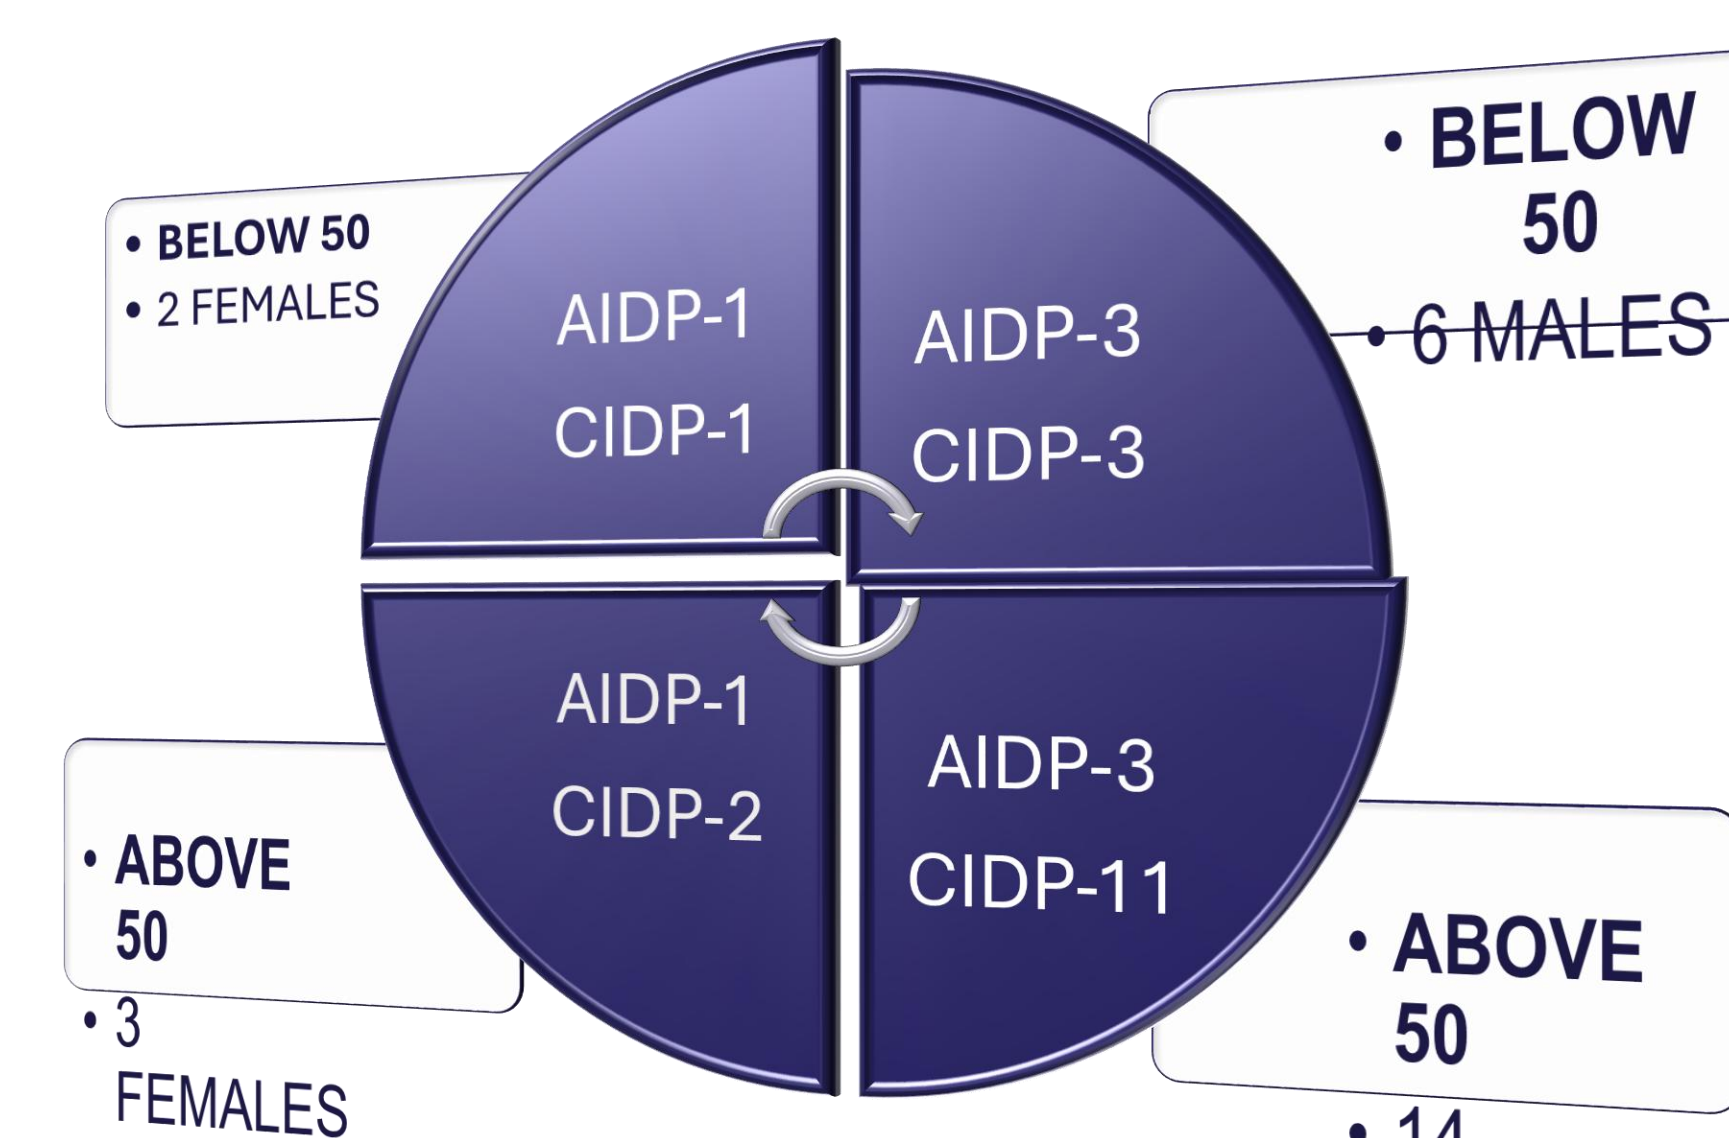 • BELOW 50
• 2 FEMALES
AIDP-1
CIDP-1
AIDP-3
CIDP-3
• BELOW
50
• 6 MALES
• ABOVE
50
• 3
FEMALES
AIDP-1
CIDP-2
AIDP-3
CIDP-11
• ABOVE
50
• 14